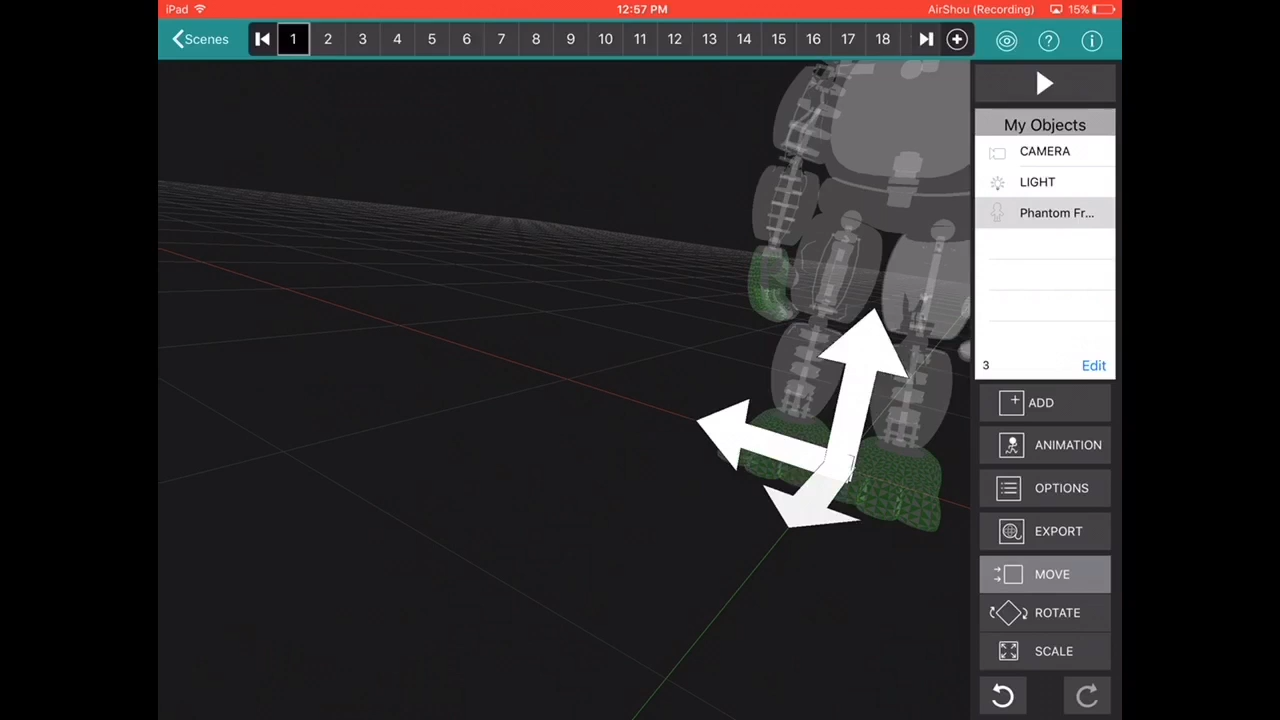 iPad 12:57 PM AirShou (Recording) 15%
Scenes 1 2 3 4 5 6 7 8 9 10 11 12 13 14 15 16 17 18 + ? i
My Objects
CAMERA
LIGHT
Phantom Fr...
3 Edit
ADD
ANIMATION
OPTIONS
EXPORT
MOVE
ROTATE
SCALE